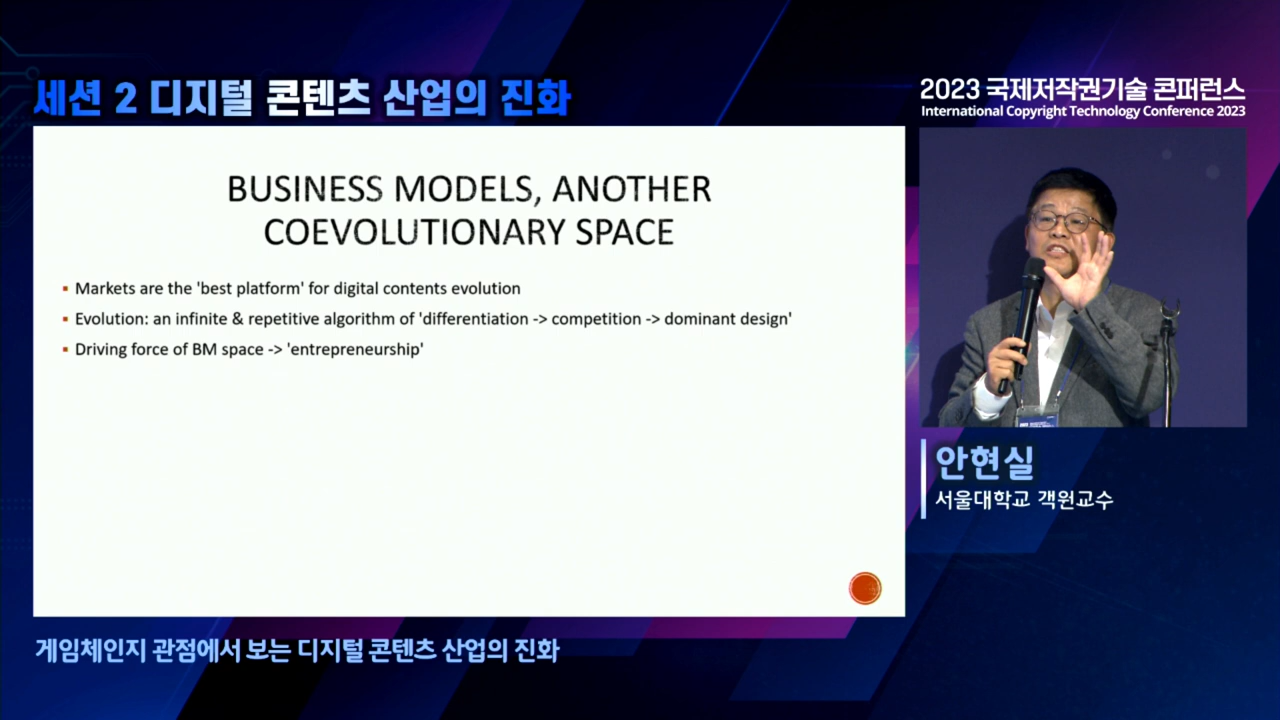 세션 2 디지털 콘텐츠 산업의 진화
2023 국제저작권기술 콘퍼런스
International Copyright Technology Conference 2023
BUSINESS MODELS, ANOTHER
COEVOLUTIONARY SPACE
▪ Markets are the 'best platform' for digital contents evolution
▪ Evolution: an infinite & repetitive algorithm of 'differentiation -> competition -> dominant design'
▪ Driving force of BM space -> 'entrepreneurship'
안현실
서울대학교 객원교수
게임체인지 관점에서 보는 디지털 콘텐츠 산업의 진화